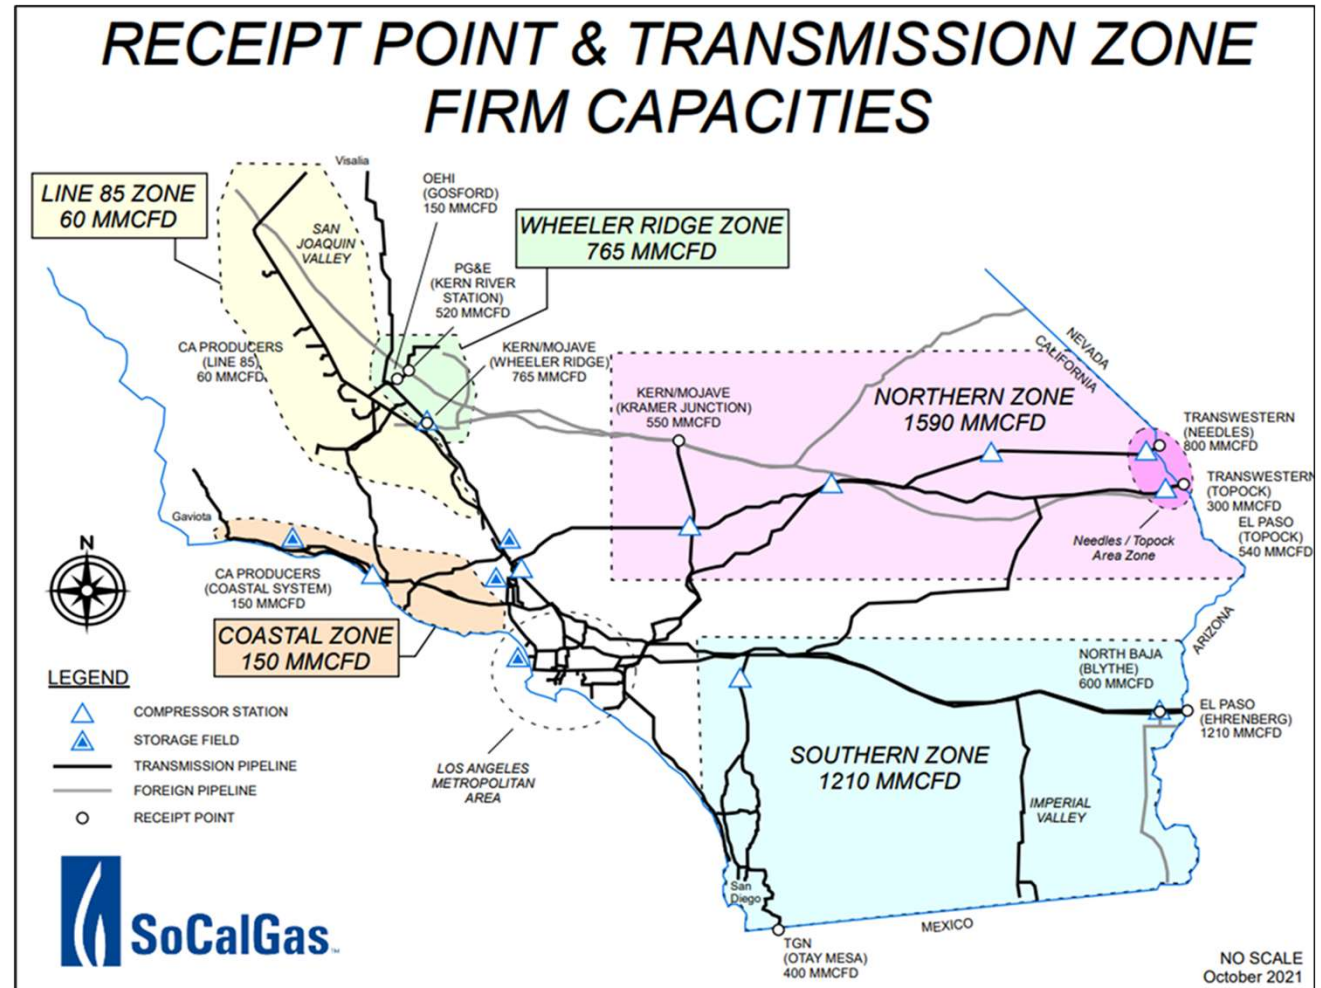 RECEIPT POINT & TRANSMISSION ZONE
FIRM CAPACITIES
Visalia
LINE 85 ZONE
60 MMCFD
SAN
JOAQUIN
VALLEY
OEHI
(GOSFORD)
150 MMCFD
WHEELER RIDGE ZONE
765 MMCFD
PG&E
(KERN RIVER
STATION)
520 MMCFD
CA PRODUCERS
(LINE 85)
60 MMCFD
KERN/MOJAVE
(WHEELER RIDGE)
765 MMCFD
NEVADA
CALIFORNIA
KERN/MOJAVE
(KRAMER JUNCTION)
550 MMCFD
NORTHERN ZONE
1590 MMCFD
TRANSWESTERN
(NEEDLES)
800 MMCFD
TRANSWESTERN
(TOPOCK)
300 MMCFD
EL PASO
(TOPOCK)
540 MMCFD
Needles / Topock
Area Zone
Gaviota
N
CA PRODUCERS
(COASTAL SYSTEM)
150 MMCFD
COASTAL ZONE
150 MMCFD
ARIZONA
NORTH BAJA
(BLYTHE)
600 MMCFD
EL PASO
(EHRENBERG)
1210 MMCFD
LEGEND
COMPRESSOR STATION
STORAGE FIELD
TRANSMISSION PIPELINE
FOREIGN PIPELINE
RECEIPT POINT
LOS ANGELES
METROPOLITAN
AREA
SOUTHERN ZONE
1210 MMCFD
IMPERIAL
VALLEY
San
Diego
MEXICO
TGN
(OTAY MESA)
400 MMCFD
SoCalGas™
NO SCALE
October 2021